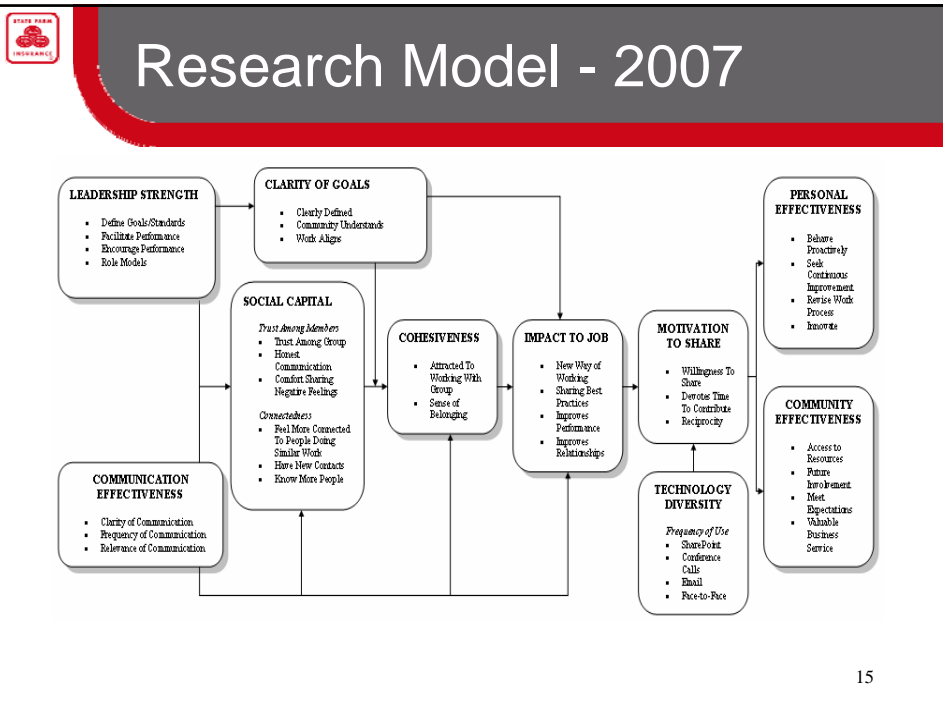 STATE FARM
INSURANCE
Research Model - 2007
LEADERSHIP STRENGTH
▪ Define Goals/Standards
▪ Facilitate Performance
▪ Encourage Performance
▪ Role Models
CLARITY OF GOALS
▪ Clearly Defined
▪ Community Understands
▪ Work Aligns
SOCIAL CAPITAL
Trust Among Members
▪ Trust Among Group
▪ Honest
Communication
▪ Comfort Sharing
Negative Feelings
Connectedness
▪ Feel More Connected
To People Doing
Similar Work
▪ Have New Contacts
▪ Know More People
COMMUNICATION
EFFECTIVENESS
▪ Clarity of Communication
▪ Frequency of Communication
▪ Relevance of Communication
COHESIVENESS
▪ Attracted To
Working With
Group
▪ Sense of
Belonging
IMPACT TO JOB
▪ New Way of
Working
▪ Sharing Best
Practices
▪ Improves
Performance
▪ Improves
Relationships
MOTIVATION
TO SHARE
▪ Willingness To
Share
▪ Devotes Time
To Contribute
▪ Reciprocity
TECHNOLOGY
DIVERSITY
Frequency of Use
▪ SharePoint
▪ Conference
Calls
▪ Email
▪ Face-to-Face
PERSONAL
EFFECTIVENESS
▪ Behave
Proactively
▪ Seek
Continuous
Improvement
▪ Revise Work
Process
▪ Innovate
COMMUNITY
EFFECTIVENESS
▪ Access to
Resources
▪ Future
Involvement
▪ Meet
Expectations
▪ Valuable
Business
Service
15